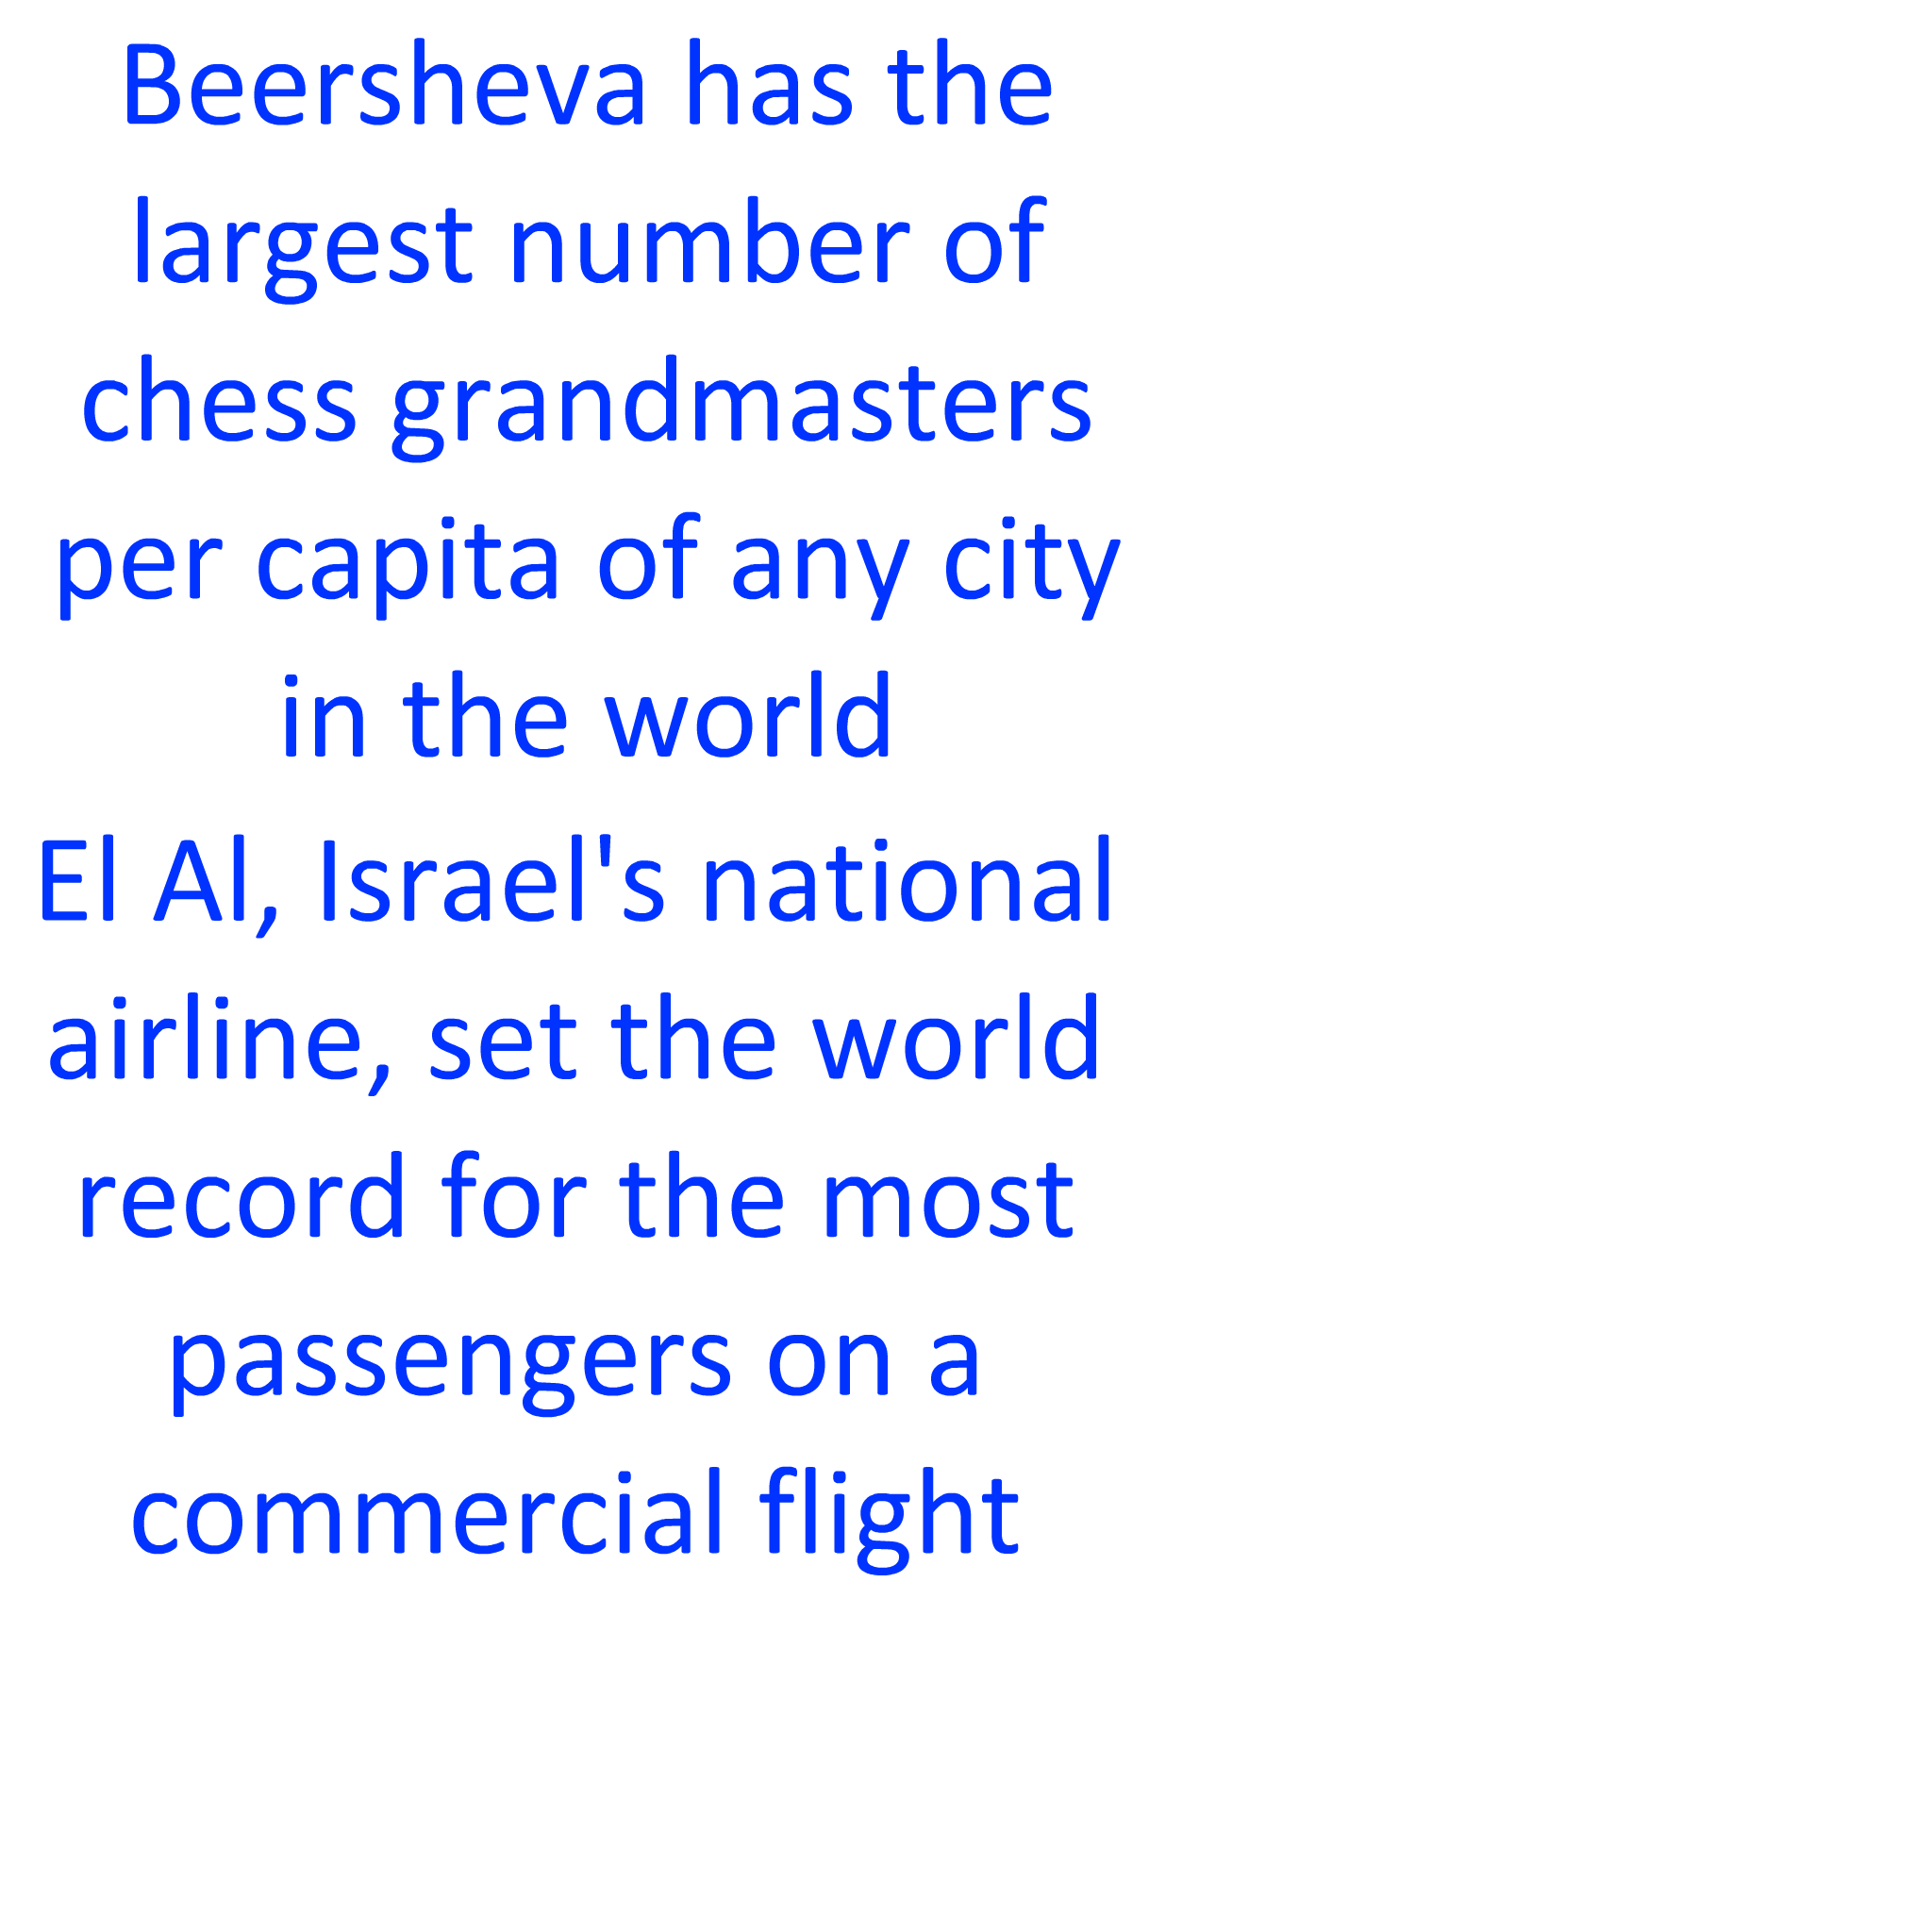 Beersheva has the
largest number of
chess grandmasters
per capita of any city
in the world
El Al, Israel's national
airline, set the world
record for the most
passengers on a
commercial flight